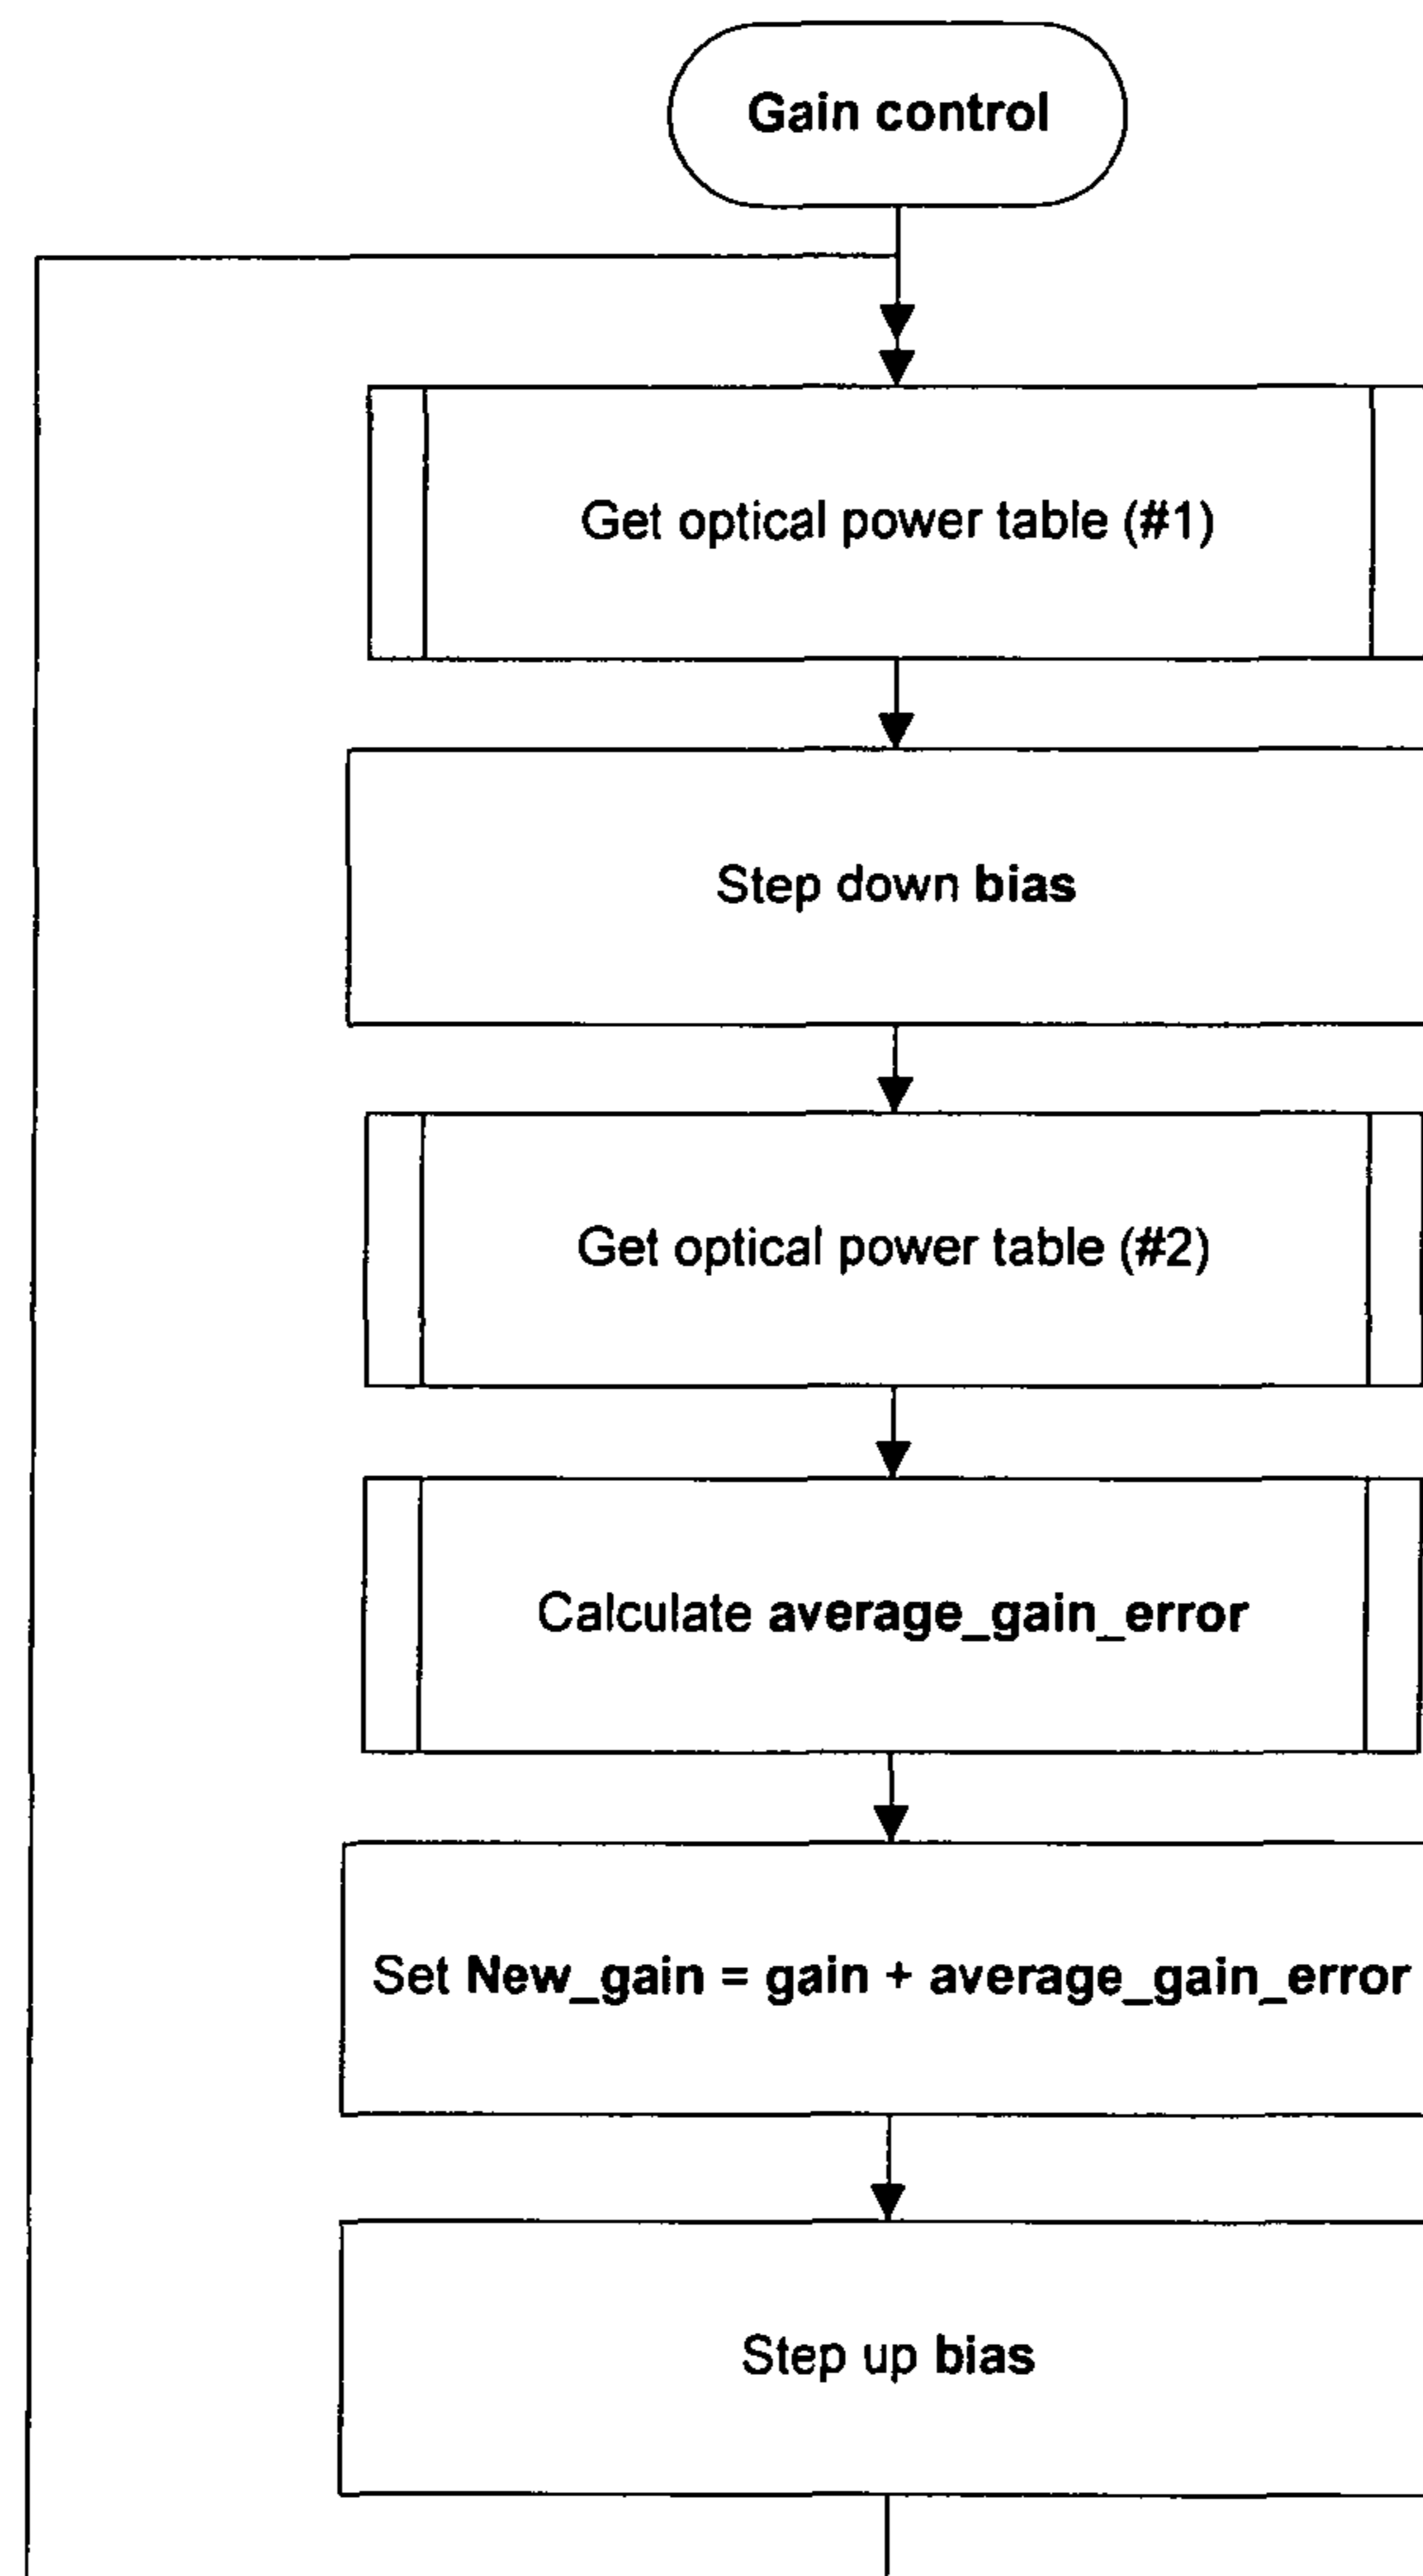 Gain control
Get optical power table (#1)
Step down bias
Get optical power table (#2)
Calculate average_gain_error
Set New_gain = gain + average_gain_error
Step up bias